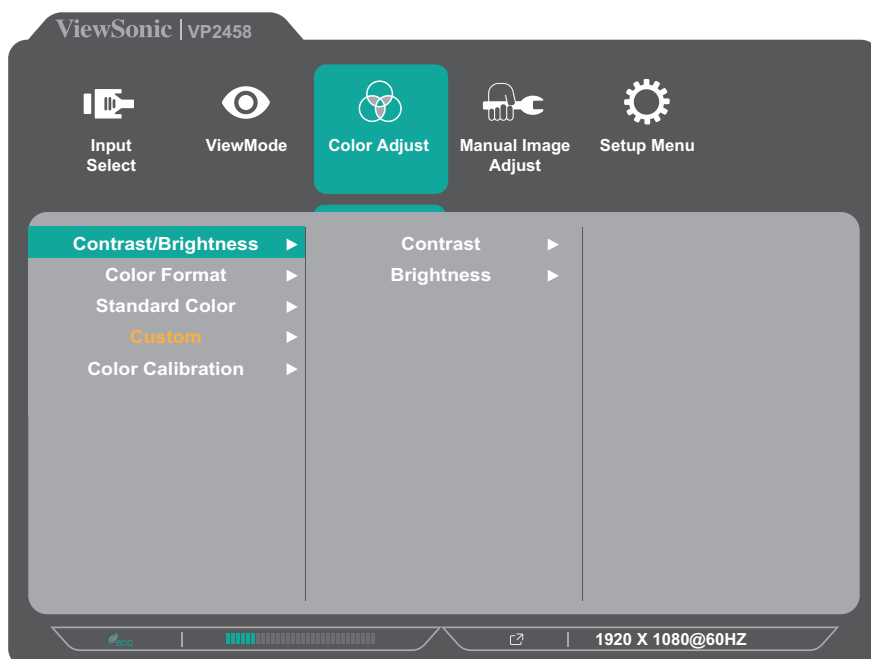 ViewSonic | VP2458
Input
Select
ViewMode
Color Adjust
Manual Image
Adjust
Setup Menu
Contrast/Brightness
Color Format
Standard Color
Custom
Color Calibration
Contrast
Brightness
eco
1920 X 1080@60HZ